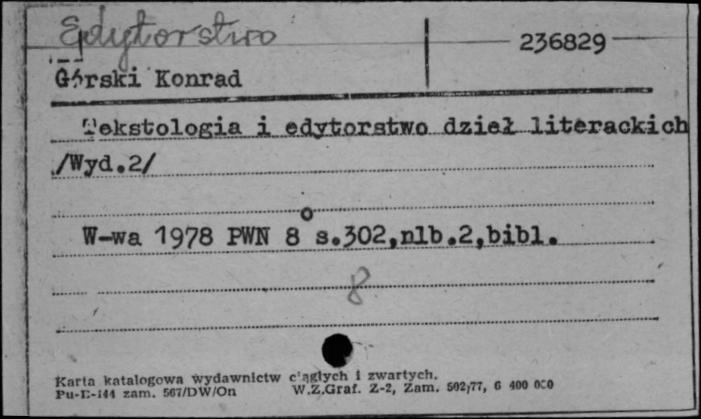 Edytorstwo
236829
Górski Konrad
Tekstologia i edytorstwo dzieł literackich
/Wyd.2/
W-wa 1978 PWN 8° s.302,nlb.2,bibl.
8
Karta katalogowa wydawnictw ciągłych i zwartych.
Pu-E-144 zam. 567/DW/On W.Z.Graf. Z-2, Zam. 502/77, 6 400 000